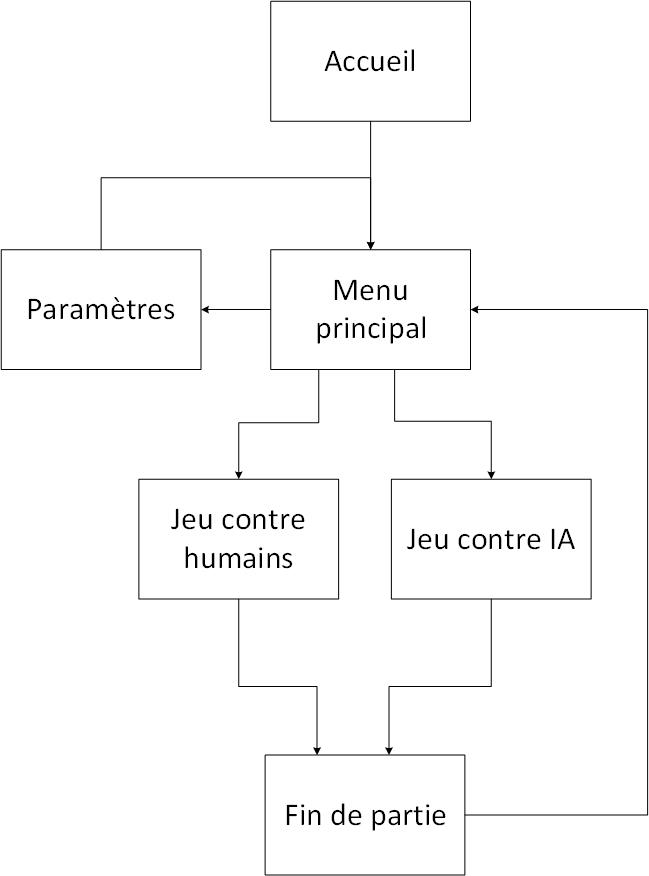 Accueil
Paramètres
Menu
principal
Jeu contre
humains
Jeu contre IA
Fin de partie